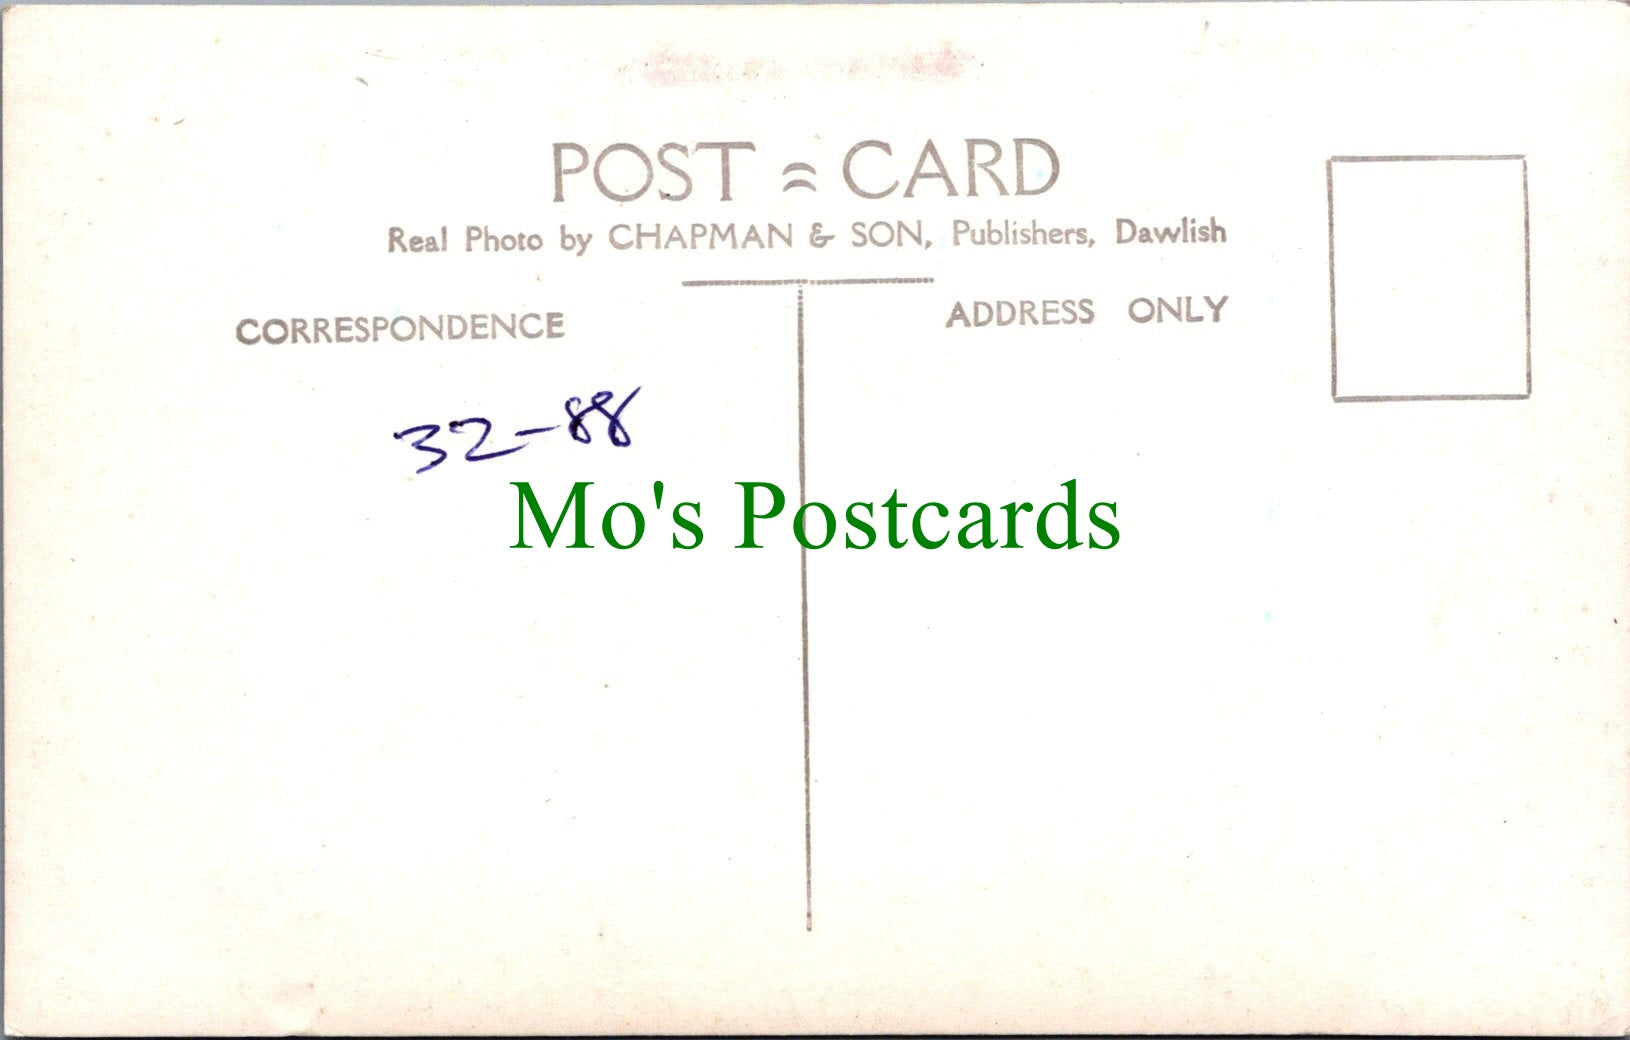 POST = CARD
Real Photo by CHAPMAN & SON, Publishers, Dawlish
CORRESPONDENCE
ADDRESS ONLY
32-88
Mo's Postcards